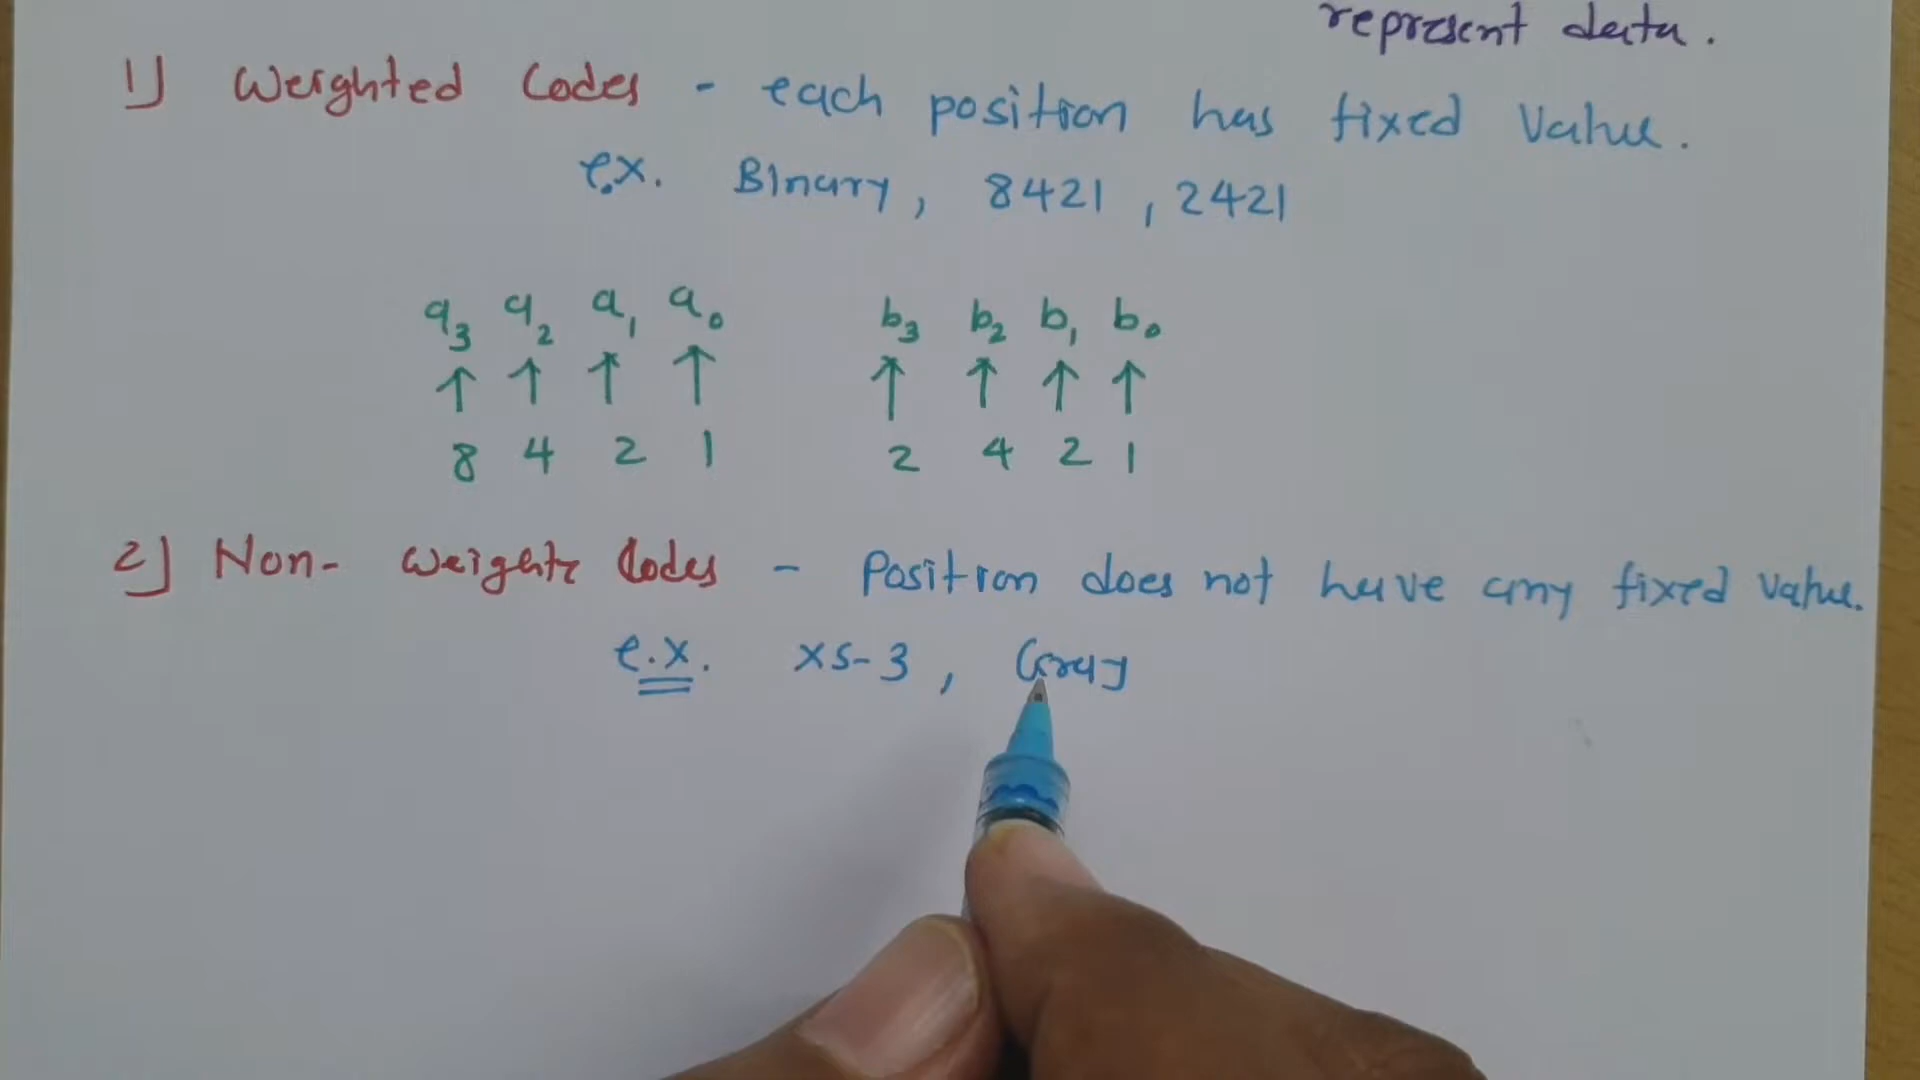 represent data.
1] Weighted Codes - each position has fixed value.
e.x. Binary, 8421, 2421
a3 a2 a1 a0 b3 b2 b1 b0
↑ ↑ ↑ ↑ ↑ ↑ ↑ ↑
8 4 2 1 2 4 2 1
2] Non-Weighte Codes - Position does not have any fixed value.
e.x. XS-3, Gray